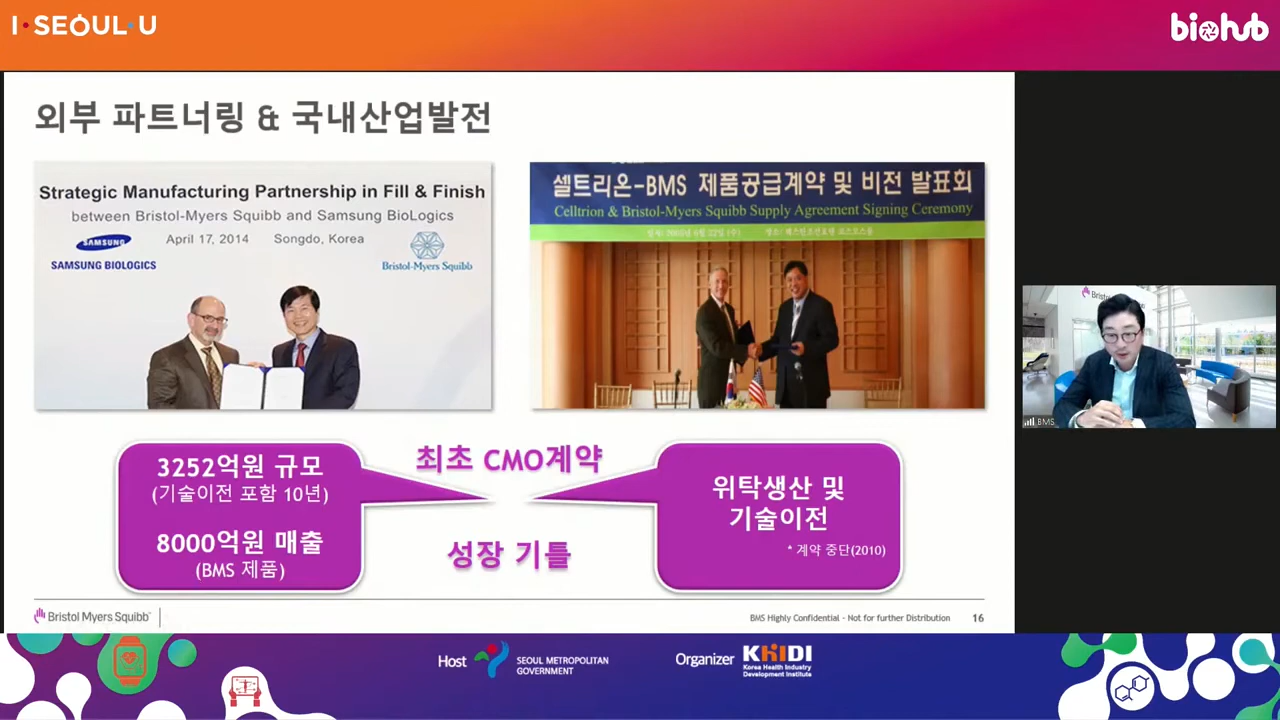 I·SEOUL·U
biohub
외부 파트너링 & 국내산업발전
Strategic Manufacturing Partnership in Fill & Finish
between Bristol-Myers Squibb and Samsung BioLogics
April 17, 2014 Songdo, Korea
SAMSUNG
SAMSUNG BIOLOGICS
Bristol-Myers Squibb
셀트리온-BMS 제품공급계약 및 비전 발표회
Celltrion & Bristol-Myers Squibb Supply Agreement Signing Ceremony
3252억원 규모
(기술이전 포함 10년)
8000억원 매출
(BMS 제품)
최초 CMO계약
성장 기틀
위탁생산 및
기술이전
* 계약 중단(2010)
BMS
Bristol Myers Squibb
BMS Highly Confidential - Not for further Distribution 16
Host
SEOUL METROPOLITAN
GOVERNMENT
Organizer
KHIDI
Korea Health Industry
Development Institute